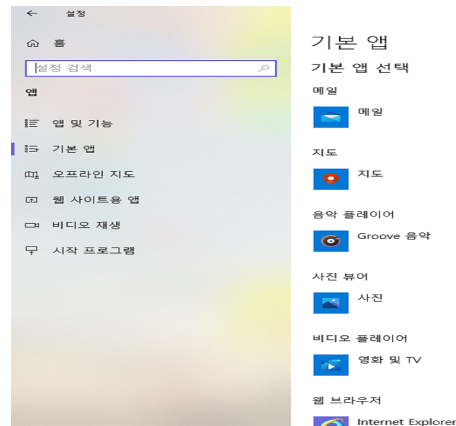 설정
홈
설정 검색
앱
앱 및 기능
기본 앱
오프라인 지도
웹 사이트용 앱
비디오 재생
시작 프로그램
기본 앱
기본 앱 선택
메일
메일
지도
지도
음악 플레이어
Groove 음악
사진 뷰어
사진
비디오 플레이어
영화 및 TV
웹 브라우저
Internet Explorer